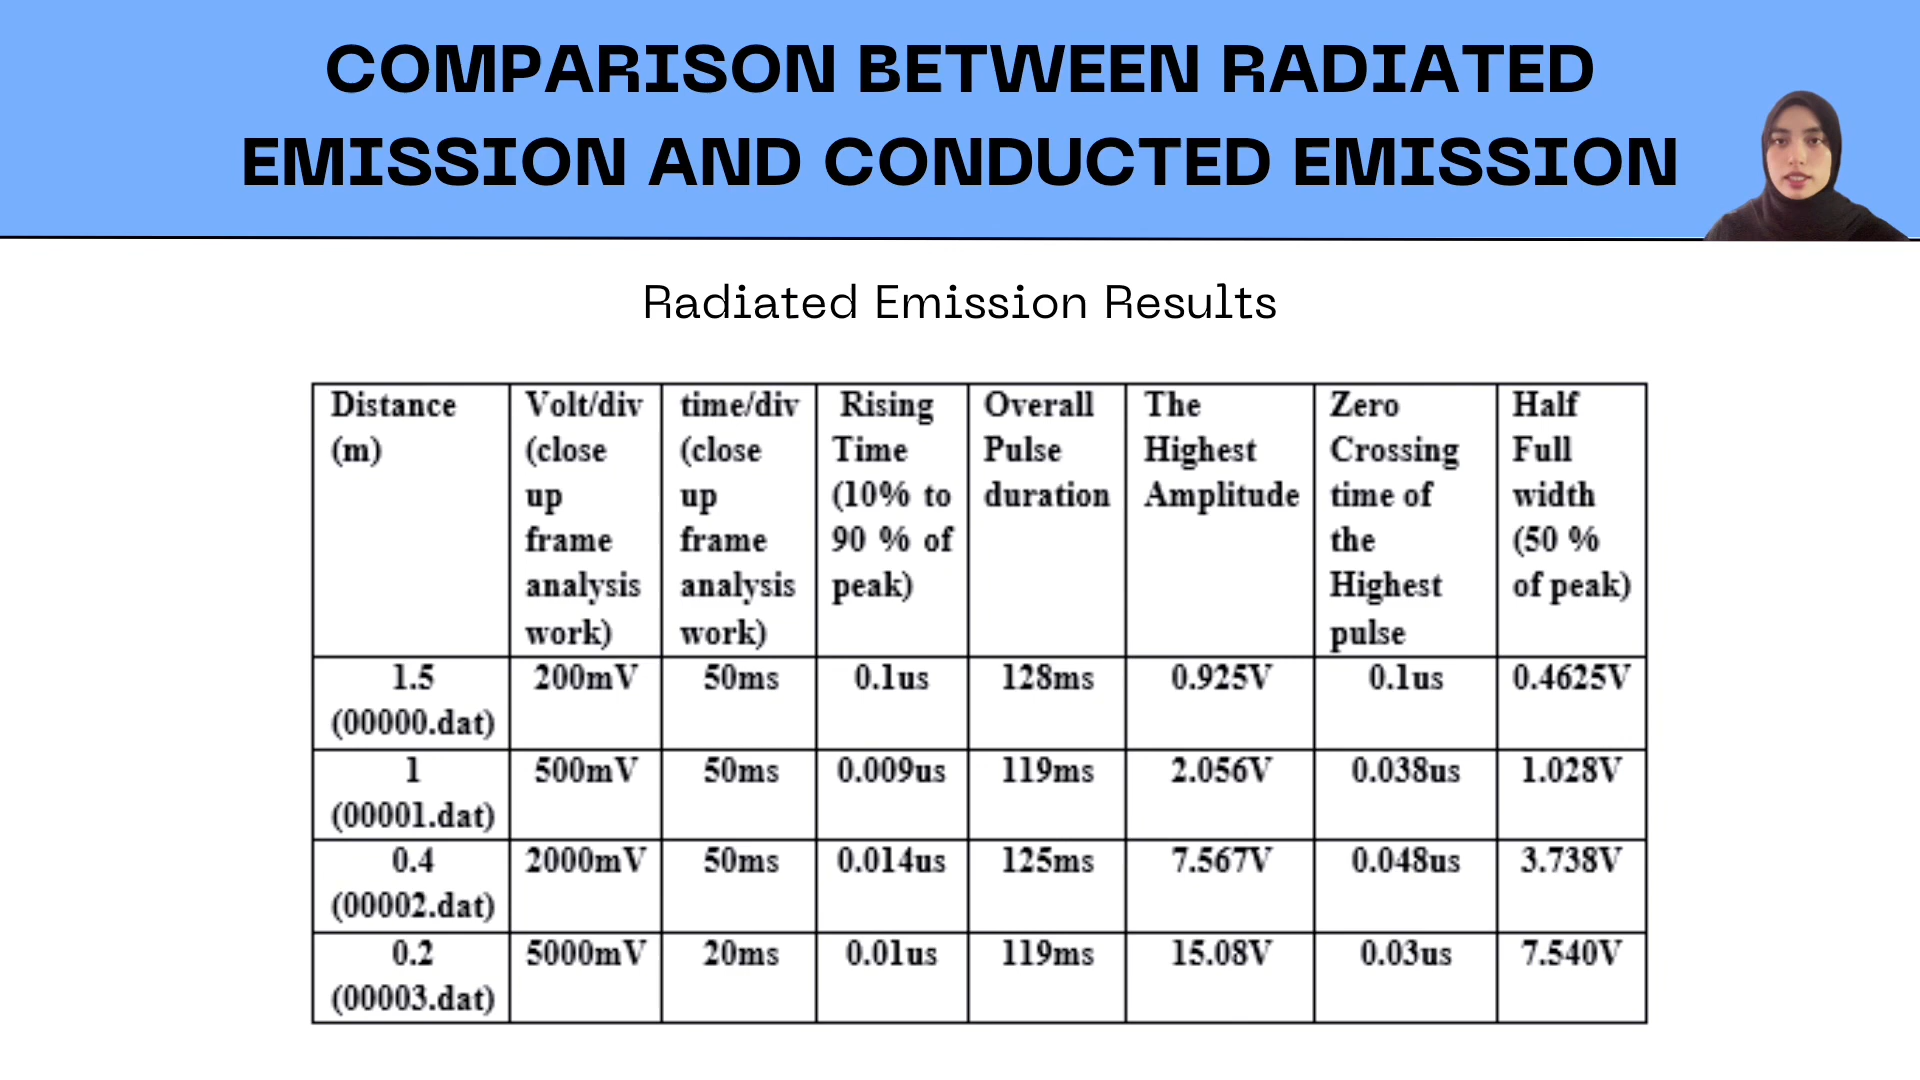 COMPARISON BETWEEN RADIATED
EMISSION AND CONDUCTED EMISSION
Radiated Emission Results
Distance (m) Volt/div (close up frame analysis work) time/div (close up frame analysis work) Rising Time (10% to 90 % of peak) Overall Pulse duration The Highest Amplitude Zero Crossing time of the Highest pulse Half Full width (50 % of peak)
1.5 (00000.dat) 200mV 50ms 0.1us 128ms 0.925V 0.1us 0.4625V
1 (00001.dat) 500mV 50ms 0.009us 119ms 2.056V 0.038us 1.028V
0.4 (00002.dat) 2000mV 50ms 0.014us 125ms 7.567V 0.048us 3.738V
0.2 (00003.dat) 5000mV 20ms 0.01us 119ms 15.08V 0.03us 7.540V